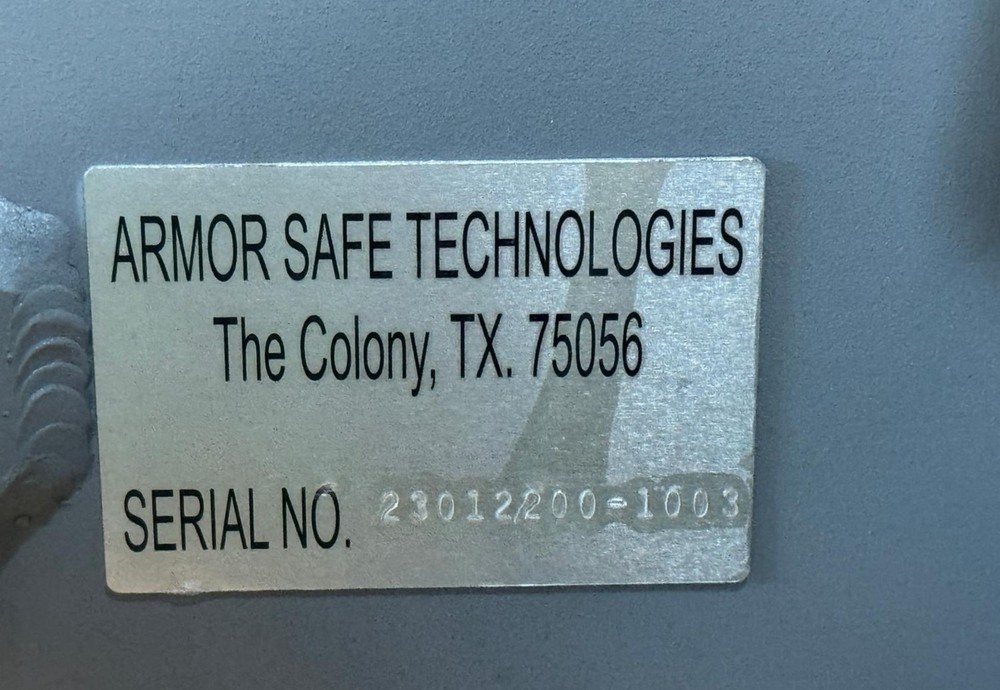 ARMOR SAFE TECHNOLOGIES
The Colony, TX. 75056
SERIAL NO. 23012200-1003